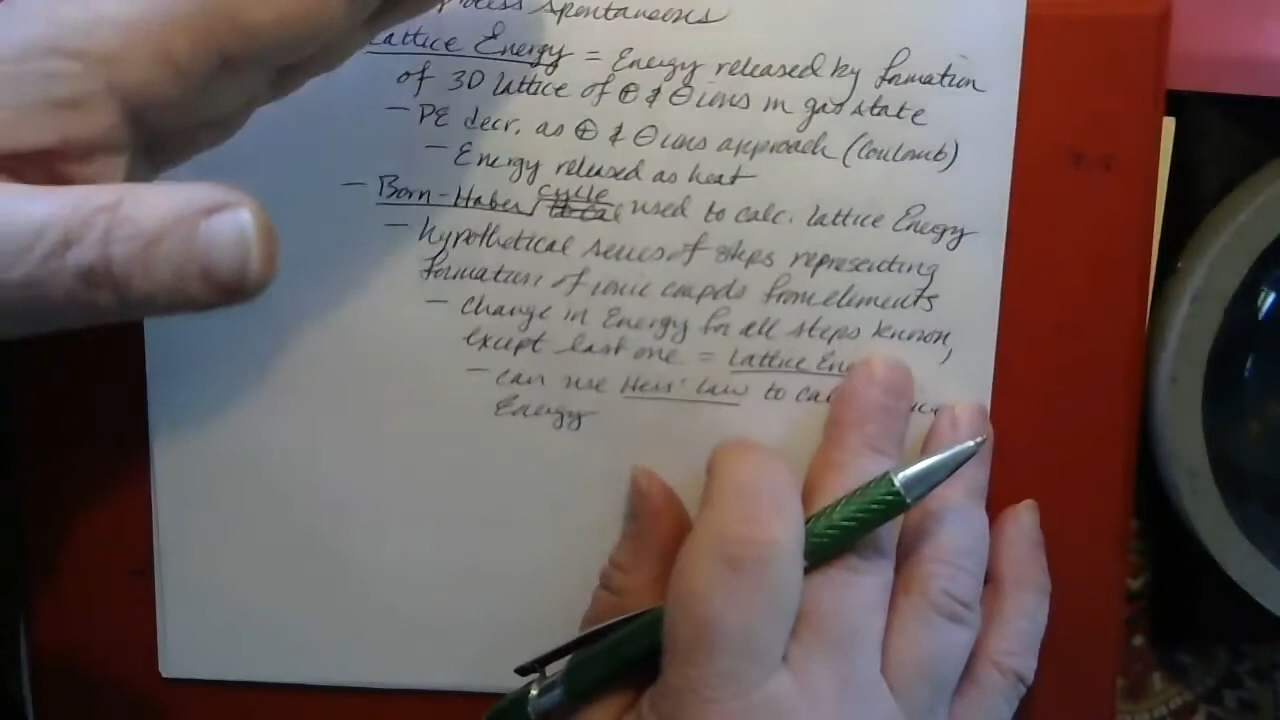 process spontaneous
Lattice Energy = Energy released by formation
of 3D lattice of ⊕ & ⊖ ions in gas state
- PE decr. as ⊕ & ⊖ ions approach (Coulomb)
- Energy released as heat
- Born-Haber cycle used to calc. lattice Energy
- hypothetical series of steps representing
formation of ionic cmpds from elements
- Change in Energy for all steps known,
except last one = Lattice Ene
- can use Hess' Law to
Energy